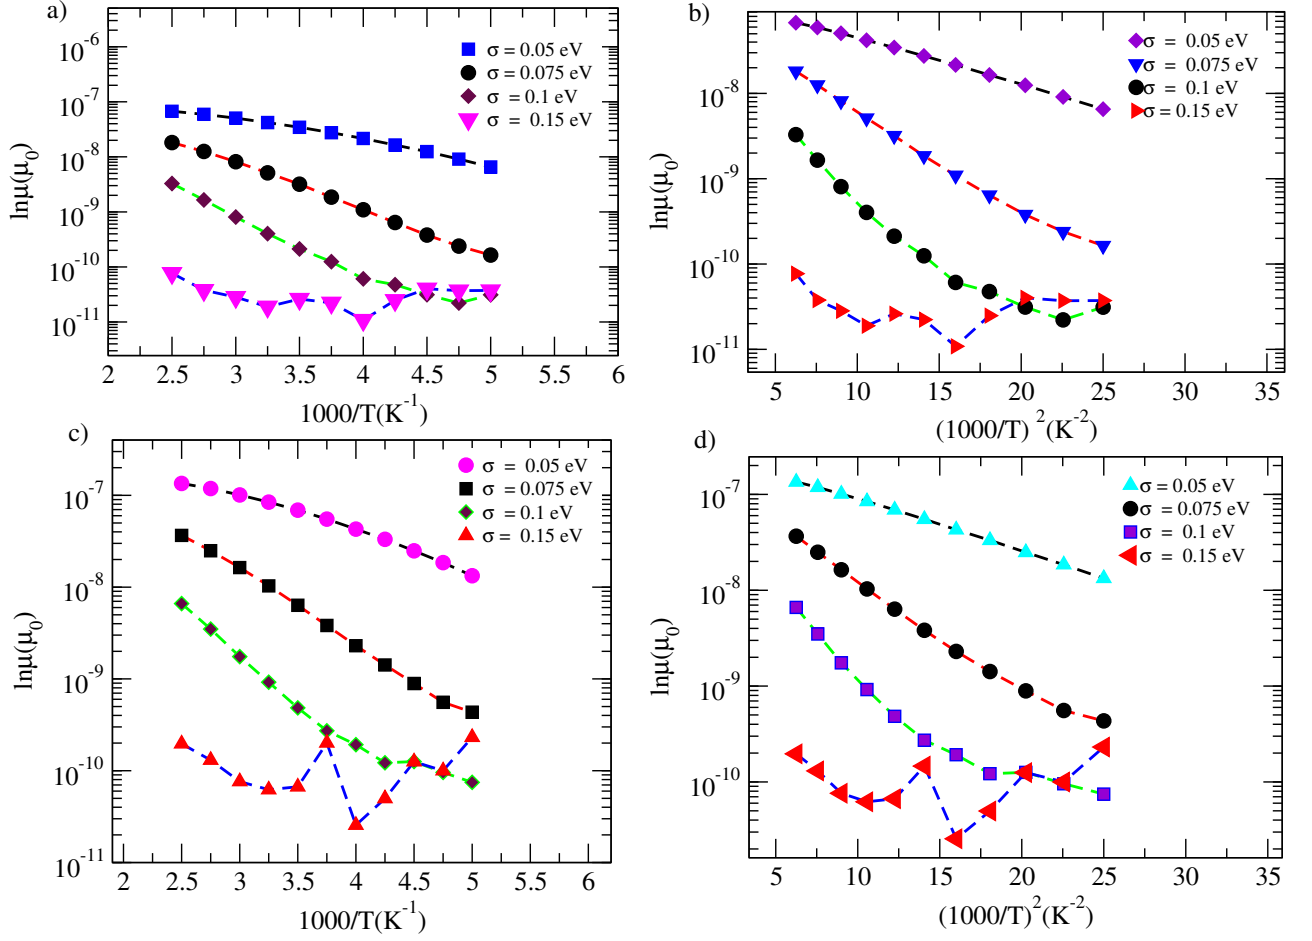 a)
lnμ(μ₀)
10⁻⁶
10⁻⁷
10⁻⁸
10⁻⁹
10⁻¹⁰
10⁻¹¹
σ = 0.05 eV
σ = 0.075 eV
σ = 0.1 eV
σ = 0.15 eV
2 2.5 3 3.5 4 4.5 5 5.5 6
1000/T(K⁻¹)
b)
lnμ(μ₀)
10⁻⁸
10⁻⁹
10⁻¹⁰
10⁻¹¹
σ = 0.05 eV
σ = 0.075 eV
σ = 0.1 eV
σ = 0.15 eV
5 10 15 20 25 30 35
(1000/T) ²(K⁻²)
c)
lnμ(μ₀)
10⁻⁷
10⁻⁸
10⁻⁹
10⁻¹⁰
10⁻¹¹
σ = 0.05 eV
σ = 0.075 eV
σ = 0.1 eV
σ = 0.15 eV
2 2.5 3 3.5 4 4.5 5 5.5 6
1000/T(K⁻¹)
d)
lnμ(μ₀)
10⁻⁷
10⁻⁸
10⁻⁹
10⁻¹⁰
σ = 0.05 eV
σ = 0.075 eV
σ = 0.1 eV
σ = 0.15 eV
5 10 15 20 25 30 35
(1000/T)²(K⁻²)